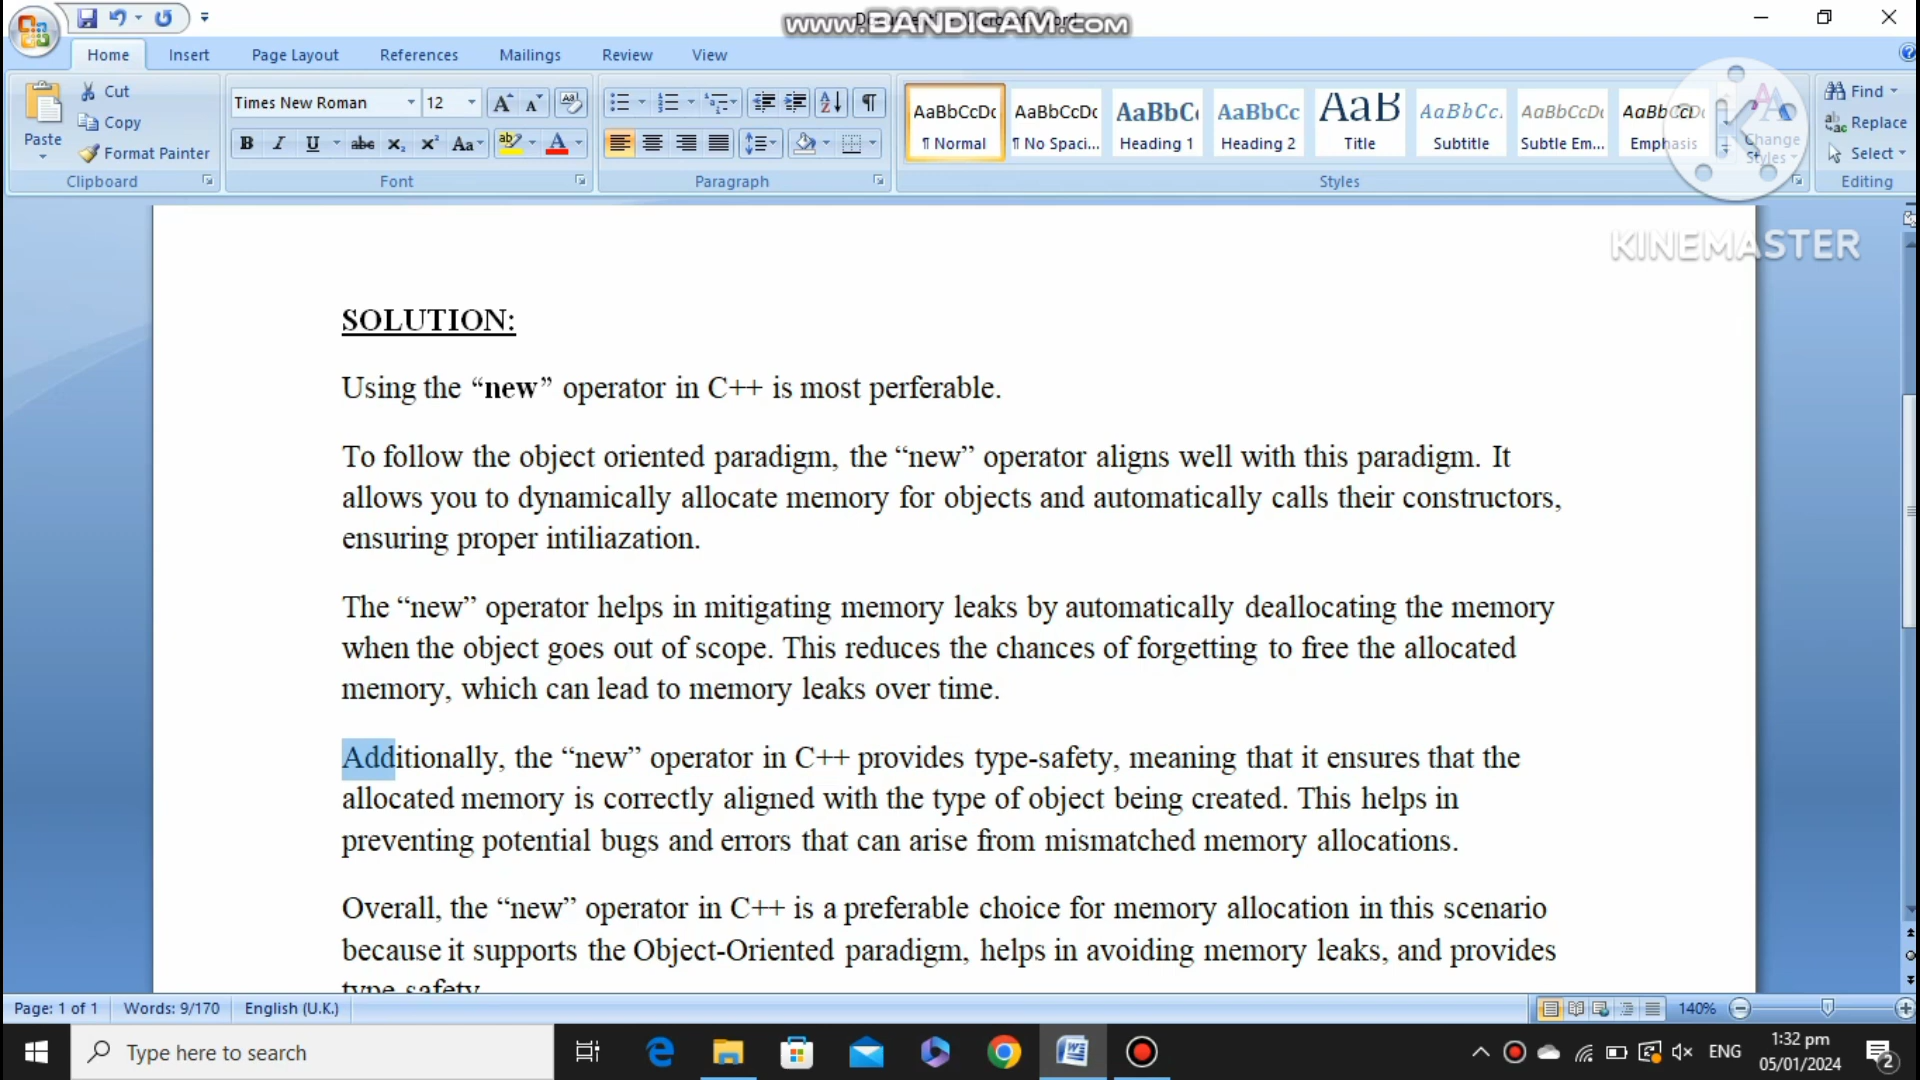 www.BANDICAM.com
Home Insert Page Layout References Mailings Review View
Paste
Cut
Copy
Format Painter
Clipboard
Times New Roman 12
Font
Paragraph
AaBbCcDc AaBbCcDc AaBbC AaBbCc AaB AaBbCc. AaBbCcDc AaBbCcDc
¶ Normal ¶ No Spaci... Heading 1 Heading 2 Title Subtitle Subtle Em... Emphasis
Change
Styles
Styles
Find
Replace
Select
Editing
KINEMASTER
SOLUTION:
Using the “new” operator in C++ is most perferable.
To follow the object oriented paradigm, the “new” operator aligns well with this paradigm. It
allows you to dynamically allocate memory for objects and automatically calls their constructors,
ensuring proper intiliazation.
The “new” operator helps in mitigating memory leaks by automatically deallocating the memory
when the object goes out of scope. This reduces the chances of forgetting to free the allocated
memory, which can lead to memory leaks over time.
Additionally, the “new” operator in C++ provides type-safety, meaning that it ensures that the
allocated memory is correctly aligned with the type of object being created. This helps in
preventing potential bugs and errors that can arise from mismatched memory allocations.
Overall, the “new” operator in C++ is a preferable choice for memory allocation in this scenario
because it supports the Object-Oriented paradigm, helps in avoiding memory leaks, and provides
type safety
Page: 1 of 1 Words: 9/170 English (U.K.) 140%
Type here to search
ENG
1:32 pm
05/01/2024
2